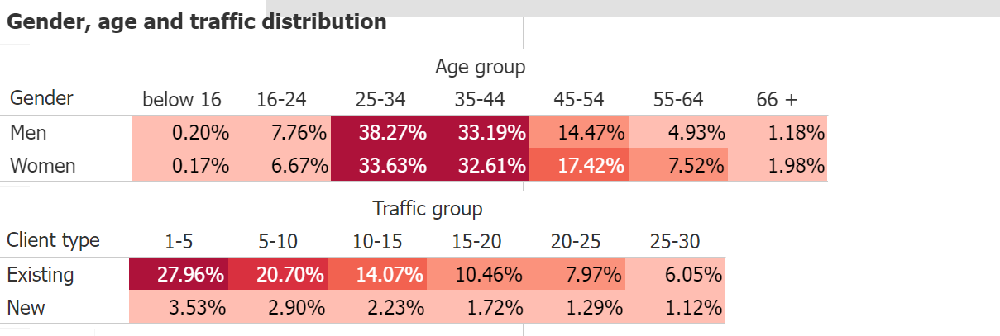 Gender, age and traffic distribution
Age group
Gender below 16 16-24 25-34 35-44 45-54 55-64 66 +
Men 0.20% 7.76% 38.27% 33.19% 14.47% 4.93% 1.18%
Women 0.17% 6.67% 33.63% 32.61% 17.42% 7.52% 1.98%
Traffic group
Client type 1-5 5-10 10-15 15-20 20-25 25-30
Existing 27.96% 20.70% 14.07% 10.46% 7.97% 6.05%
New 3.53% 2.90% 2.23% 1.72% 1.29% 1.12%